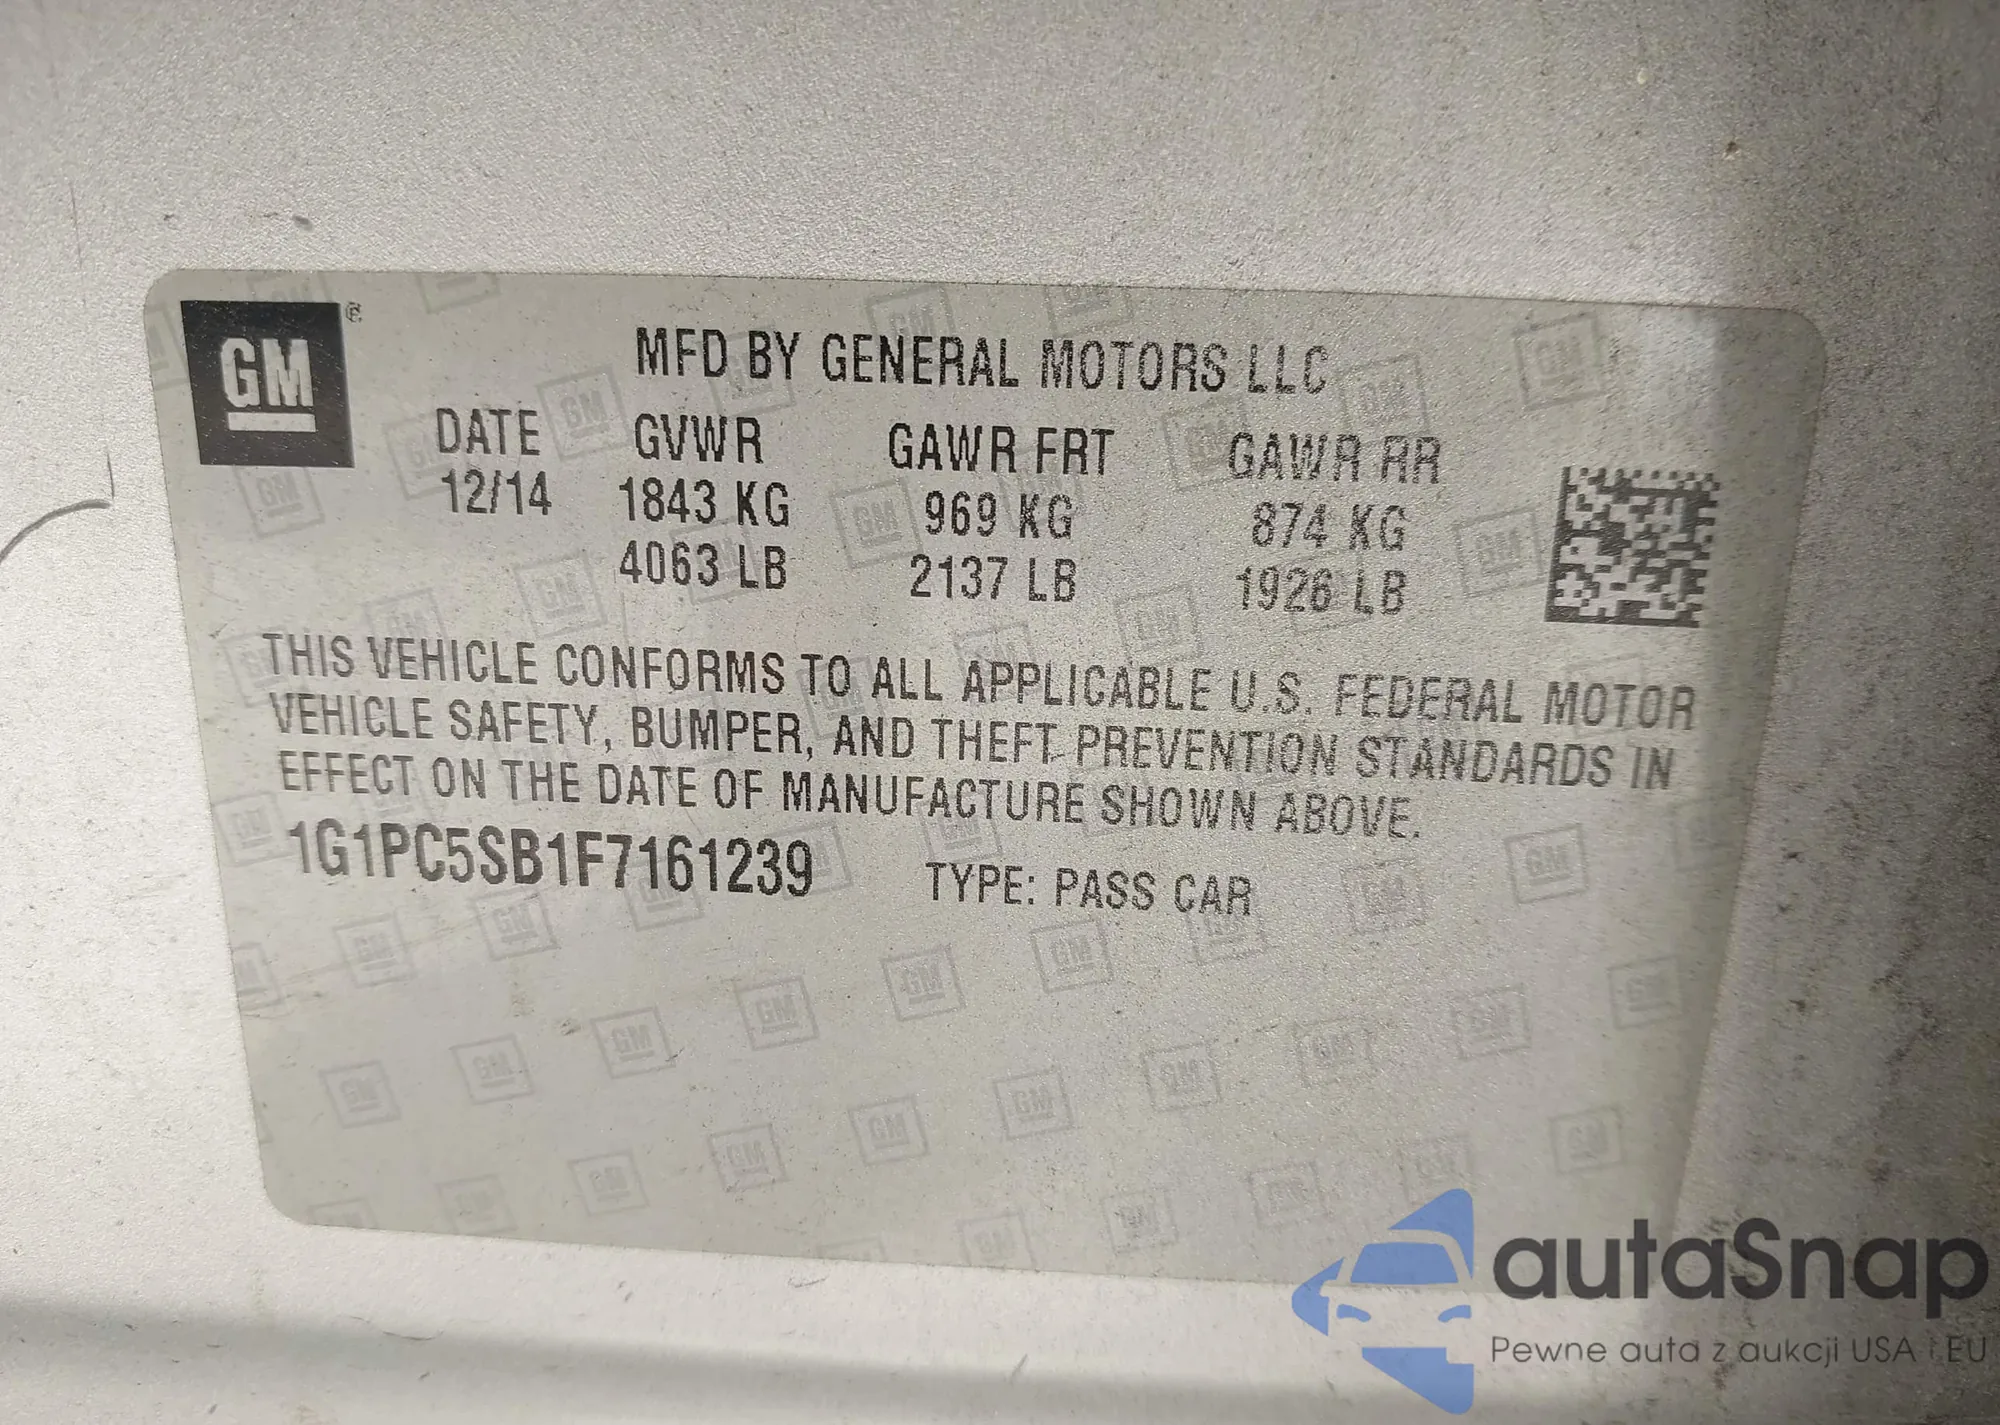 GM ®
MFD BY GENERAL MOTORS LLC
DATE GVWR GAWR FRT GAWR RR
12/14 1843 KG 969 KG 874 KG
4063 LB 2137 LB 1926 LB
THIS VEHICLE CONFORMS TO ALL APPLICABLE U.S. FEDERAL MOTOR
VEHICLE SAFETY, BUMPER, AND THEFT PREVENTION STANDARDS IN
EFFECT ON THE DATE OF MANUFACTURE SHOWN ABOVE.
1G1PC5SB1F7161239 TYPE: PASS CAR
autaSnap
Pewne auta z aukcji USA i EU